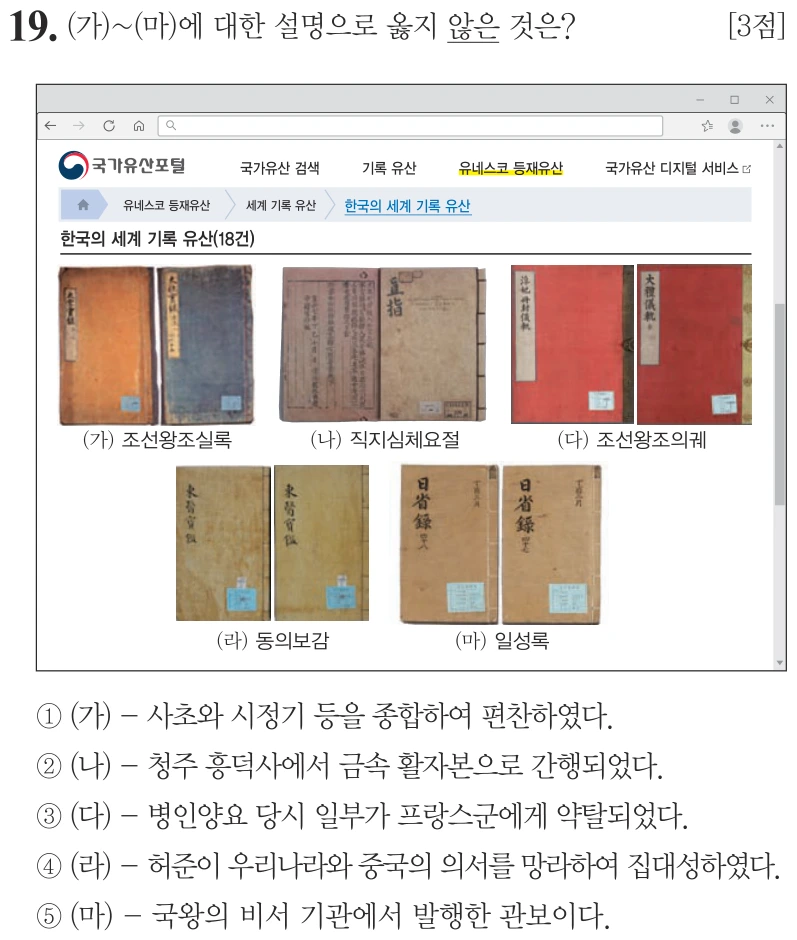 19. (가)~(마)에 대한 설명으로 옳지 않은 것은? [3점]
국가유산포털 국가유산 검색 기록 유산 유네스코 등재유산 국가유산 디지털 서비스
유네스코 등재유산 세계 기록 유산 한국의 세계 기록 유산
한국의 세계 기록 유산(18건)
直指
大禮儀軌
(가) 조선왕조실록 (나) 직지심체요절 (다) 조선왕조의궤
東醫寶鑑 東醫寶鑑 日省錄 日省錄
(라) 동의보감 (마) 일성록
① (가) – 사초와 시정기 등을 종합하여 편찬하였다.
② (나) – 청주 흥덕사에서 금속 활자본으로 간행되었다.
③ (다) – 병인양요 당시 일부가 프랑스군에게 약탈되었다.
④ (라) – 허준이 우리나라와 중국의 의서를 망라하여 집대성하였다.
⑤ (마) – 국왕의 비서 기관에서 발행한 관보이다.